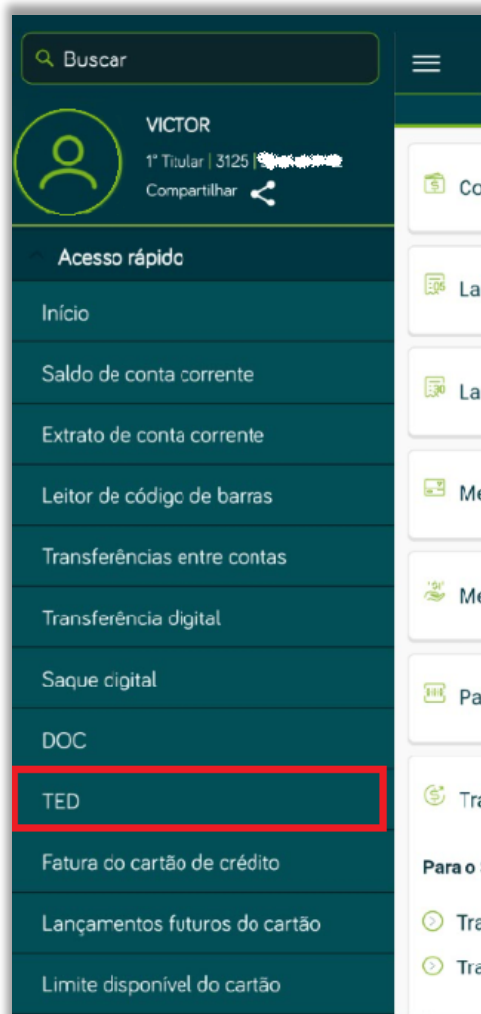 Buscar
VICTOR
1º Titular | 3125 |
Compartilhar
Acesso rápido
Início
Saldo de conta corrente
Extrato de conta corrente
Leitor de código de barras
Transferências entre contas
Transferência digital
Saque digital
DOC
TED
Fatura do cartão de crédito
Lançamentos futuros do cartão
Limite disponível do cartão
Co
La
La
Me
Me
Pa
Tra
Para o
Tra
Tra